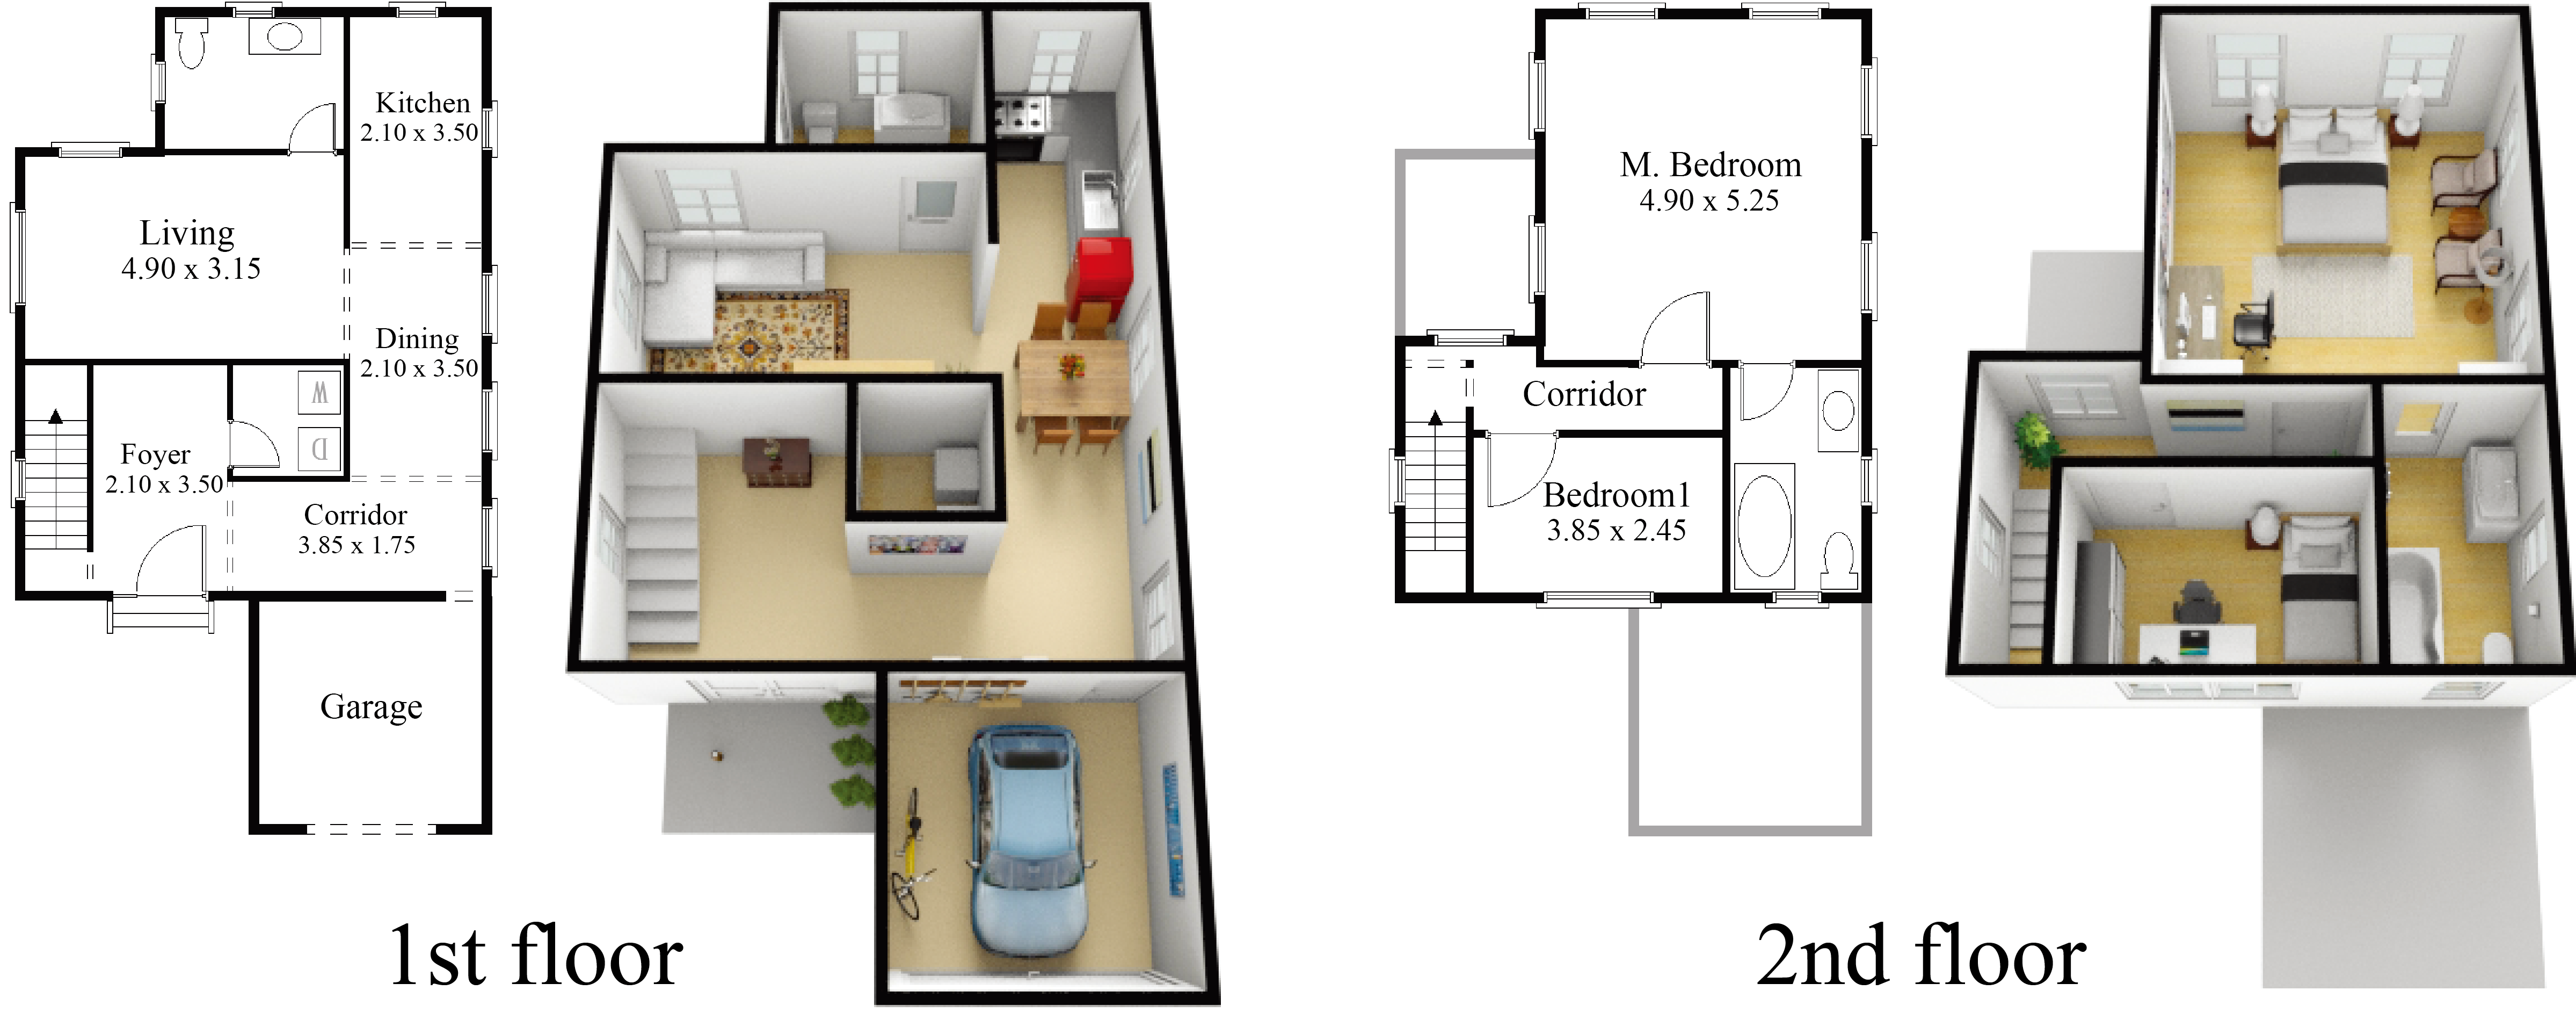 Kitchen
2.10 x 3.50
Living
4.90 x 3.15
Dining
2.10 x 3.50
W
D
Foyer
2.10 x 3.50
Corridor
3.85 x 1.75
Garage
1st floor
M. Bedroom
4.90 x 5.25
Corridor
Bedroom1
3.85 x 2.45
2nd floor